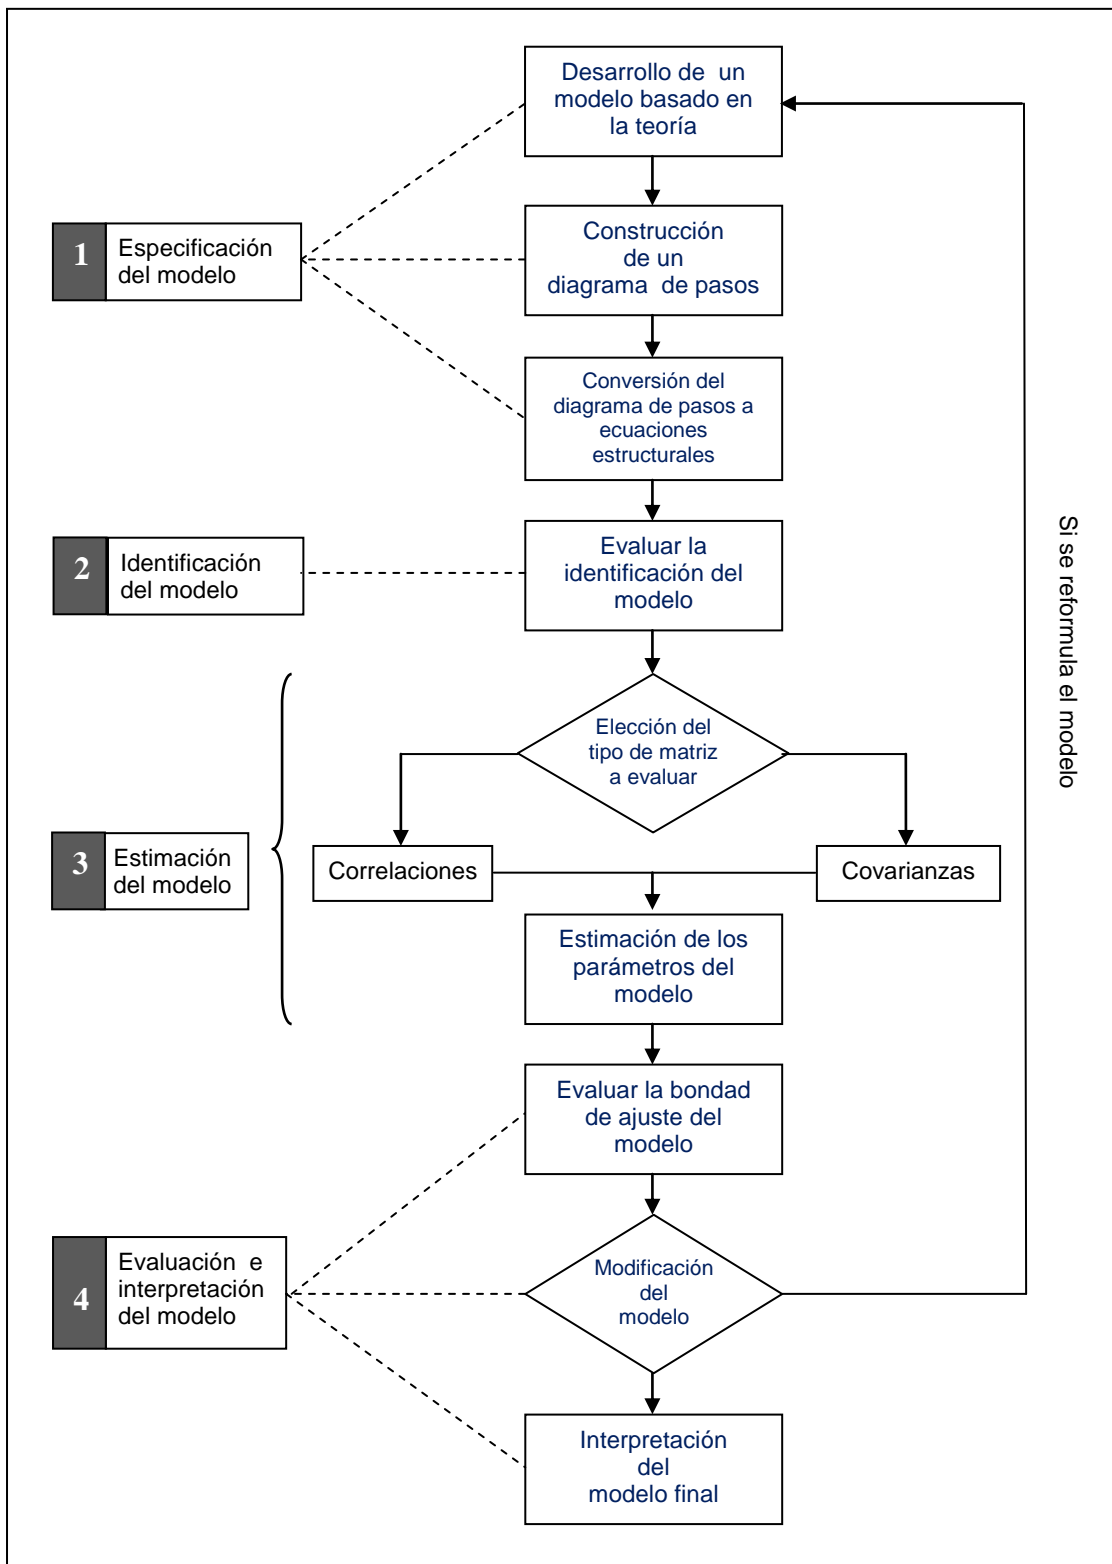 Desarrollo de un
modelo basado en
la teoría
1
Especificación
del modelo
Construcción
de un
diagrama de pasos
Conversión del
diagrama de pasos a
ecuaciones
estructurales
2
Identificación
del modelo
Evaluar la
identificación del
modelo
Si se reformula el modelo
3
Estimación
del modelo
Elección del
tipo de matriz
a evaluar
Correlaciones
Covarianzas
Estimación de los
parámetros del
modelo
4
Evaluación e
interpretación
del modelo
Evaluar la bondad
de ajuste del
modelo
Modificación
del
modelo
Interpretación
del
modelo final